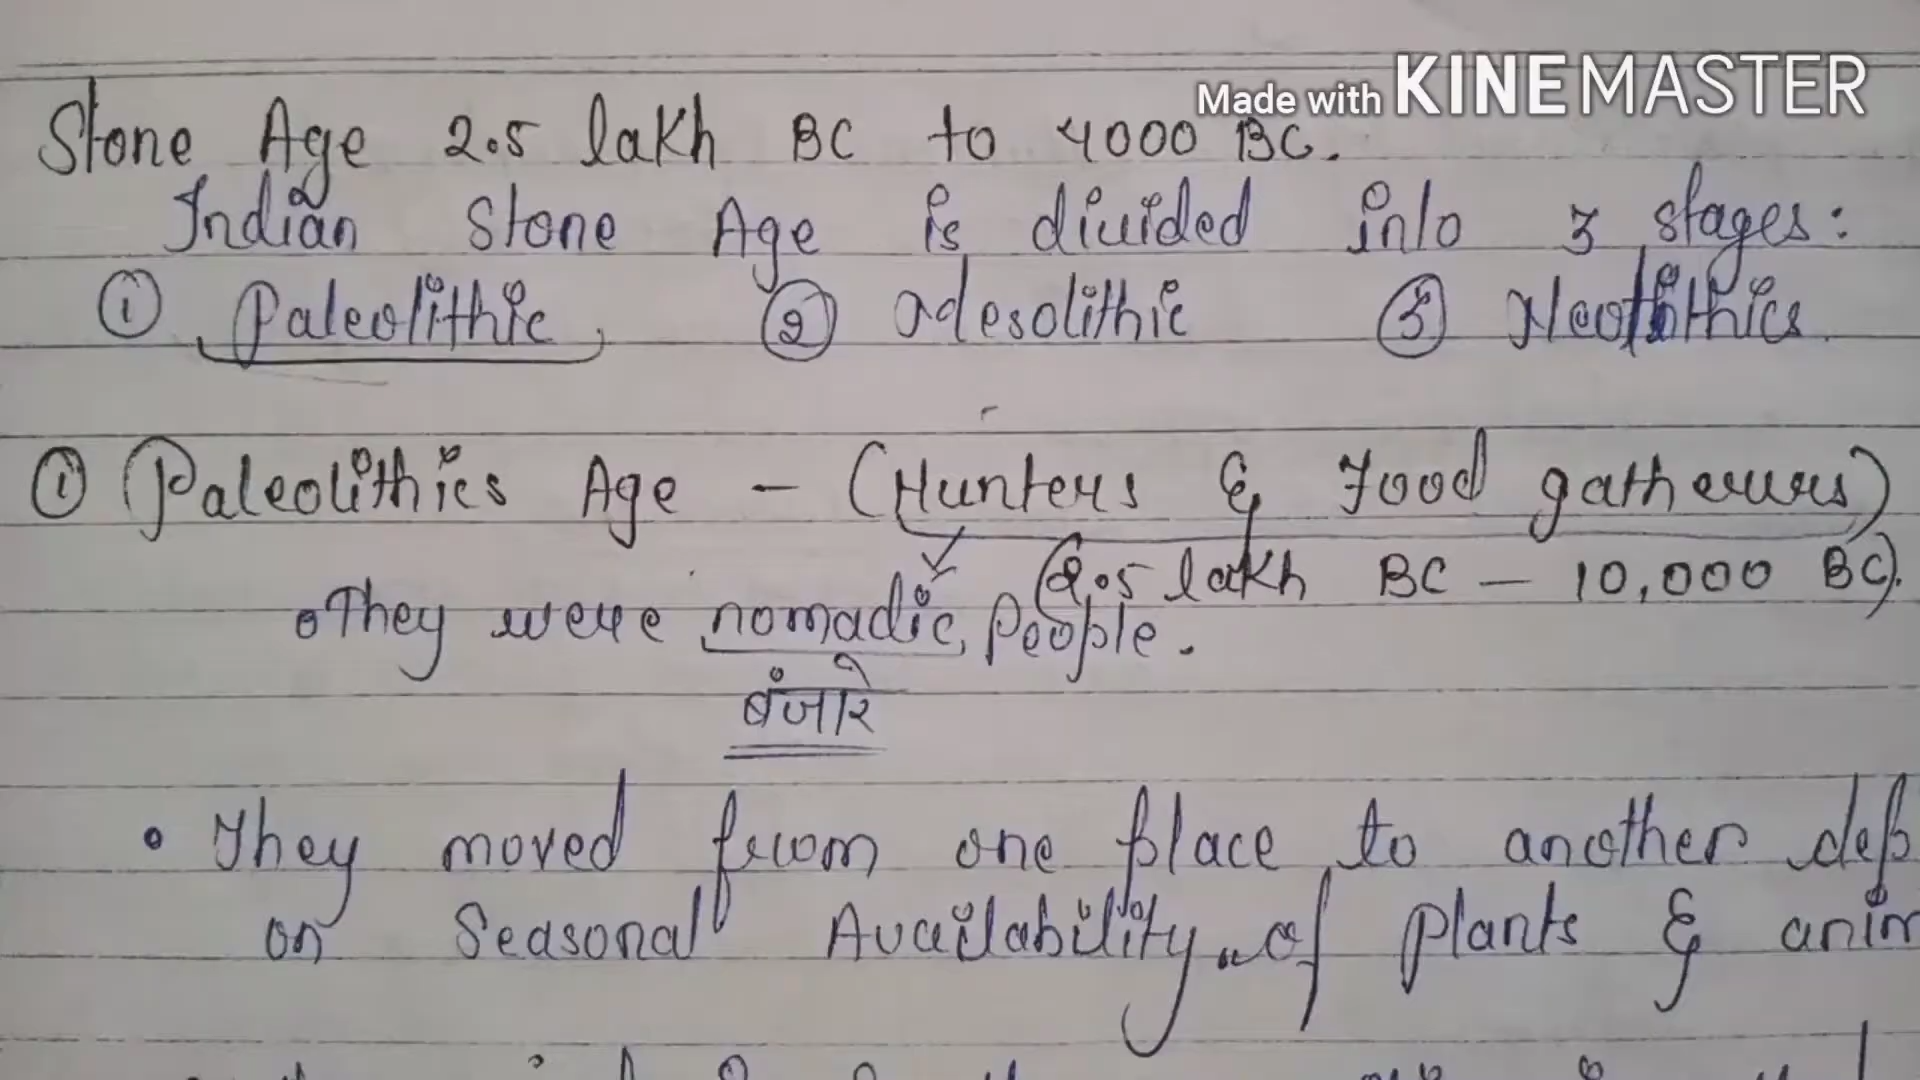 Made with KINEMASTER
Stone Age 2.5 lakh BC to 4000 BC.
Indian Stone Age is divided into 3 stages:
① Paleolithic ② Mesolithic ③ Neolithics
① Paleolithics Age - (Hunters & Food gatherers)
(2.5 lakh BC - 10,000 BC).
• They were nomadic People.
बंजारे
• They moved from one place to another dep
on Seasonal Availability of plants & anim